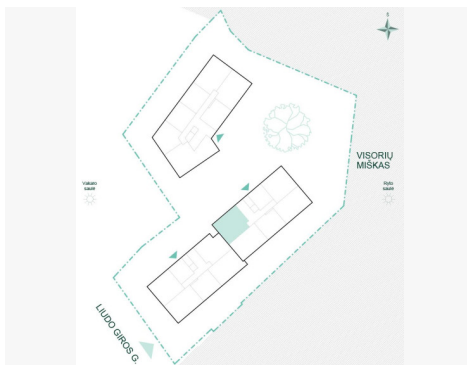 VISORIŲ
MIŠKAS
Vakaro
saulė
Ryto
saulė
LIUDO GIROS G.